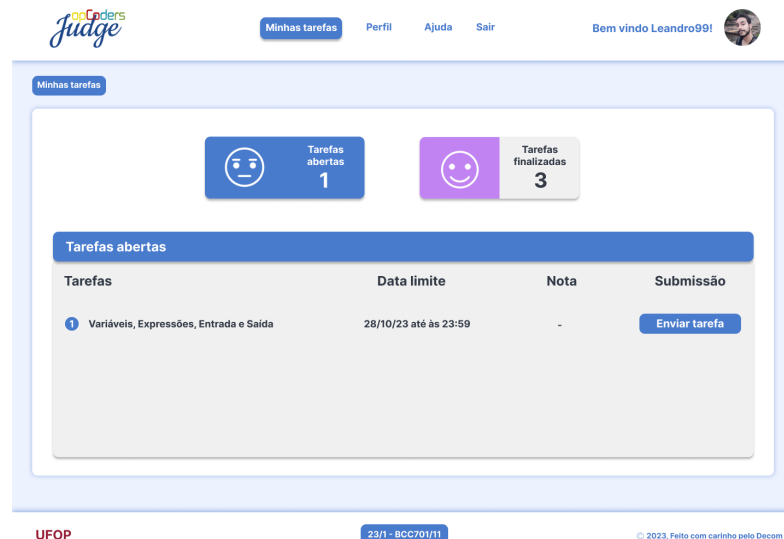 opCoders
Judge
Minhas tarefas
Perfil
Ajuda
Sair
Bem vindo Leandro99!
Minhas tarefas
Tarefas
abertas
1
Tarefas
finalizadas
3
Tarefas abertas
Tarefas
Data limite
Nota
Submissão
1
Variáveis, Expressões, Entrada e Saída
28/10/23 até às 23:59
-
Enviar tarefa
UFOP
23/1 - BCC701/11
© 2023, Feito com carinho pelo Decom